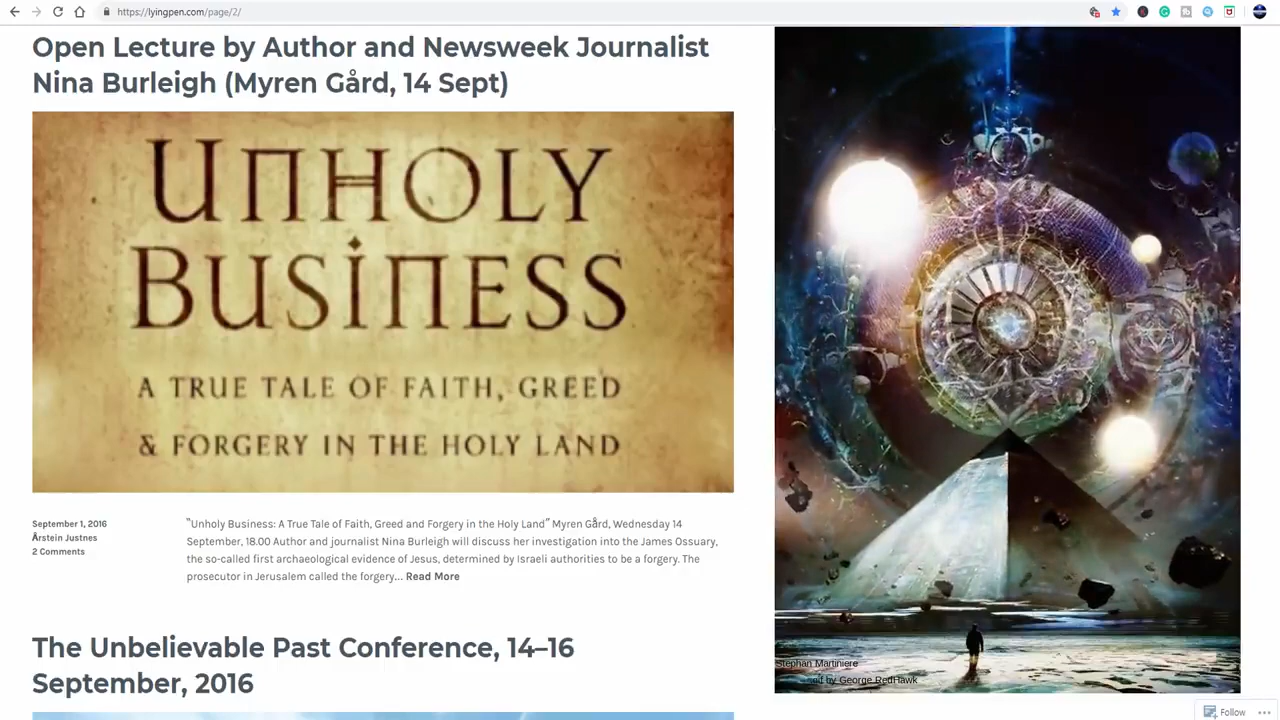 https://lyingpen.com/page/2/
Open Lecture by Author and Newsweek Journalist
Nina Burleigh (Myren Gård, 14 Sept)
UNHOLY
BUSINESS
A TRUE TALE OF FAITH, GREED
& FORGERY IN THE HOLY LAND
September 1, 2016
Årstein Justnes
2 Comments
"Unholy Business: A True Tale of Faith, Greed and Forgery in the Holy Land" Myren Gård, Wednesday 14
September, 18.00 Author and journalist Nina Burleigh will discuss her investigation into the James Ossuary,
the so-called first archaeological evidence of Jesus, determined by Israeli authorities to be a forgery. The
prosecutor in Jerusalem called the forgery… Read More
The Unbelievable Past Conference, 14–16
September, 2016
Stephan Martiniere
gif by George RedHawk
Follow